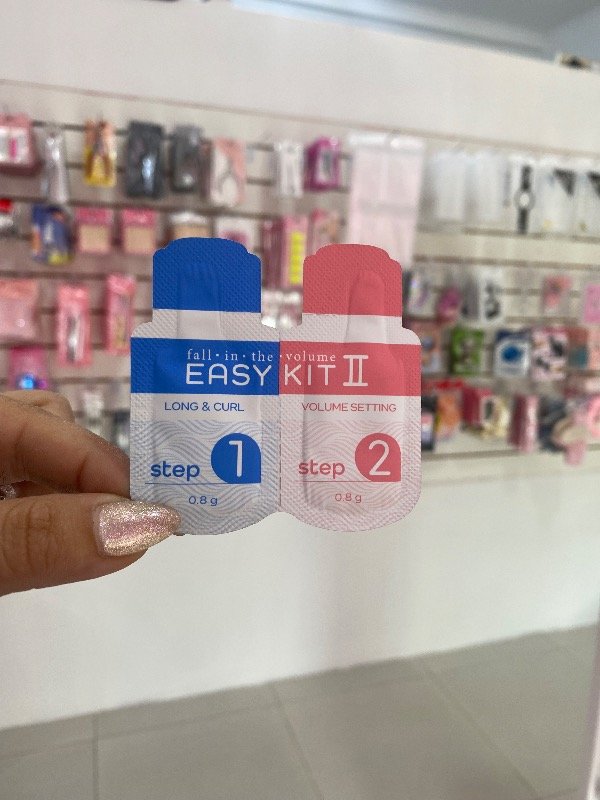 fall·in·the·volume
EASY KIT II
LONG & CURL
VOLUME SETTING
step 1
step 2
0.8 g
0.8 g